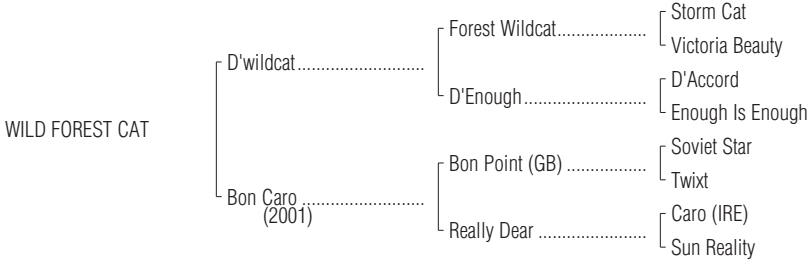 Storm Cat
Forest Wildcat....................
Victoria Beauty
D'wildcat...........................
D'Accord
D'Enough..........................
Enough Is Enough
WILD FOREST CAT
Soviet Star
Bon Point (GB) .................
Twixt
Bon Caro ..........................
(2001)
Caro (IRE)
Really Dear .......................
Sun Reality